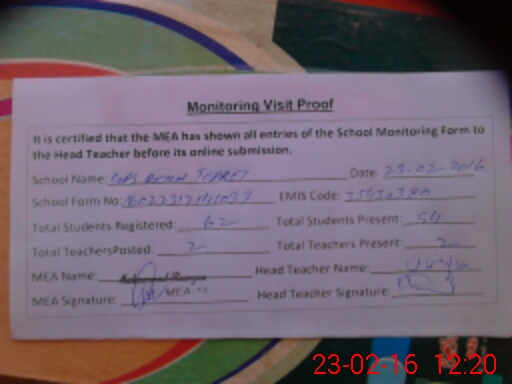 Monitoring Visit Proof
It is certified that the MEA has shown all entries of the School Monitoring Form to
the Head Teacher before its online submission.
School Name: GPS Date: 23-02-2016
School Form No: EMIS Code:
Total Students Registered: 62 Total Students Present: 54
Total TeachersPosted: 2 Total Teachers Present: 2
MEA Name: Head Teacher Name:
MEA Signature: MEA Head Teacher Signature:
23-02-16 12:20